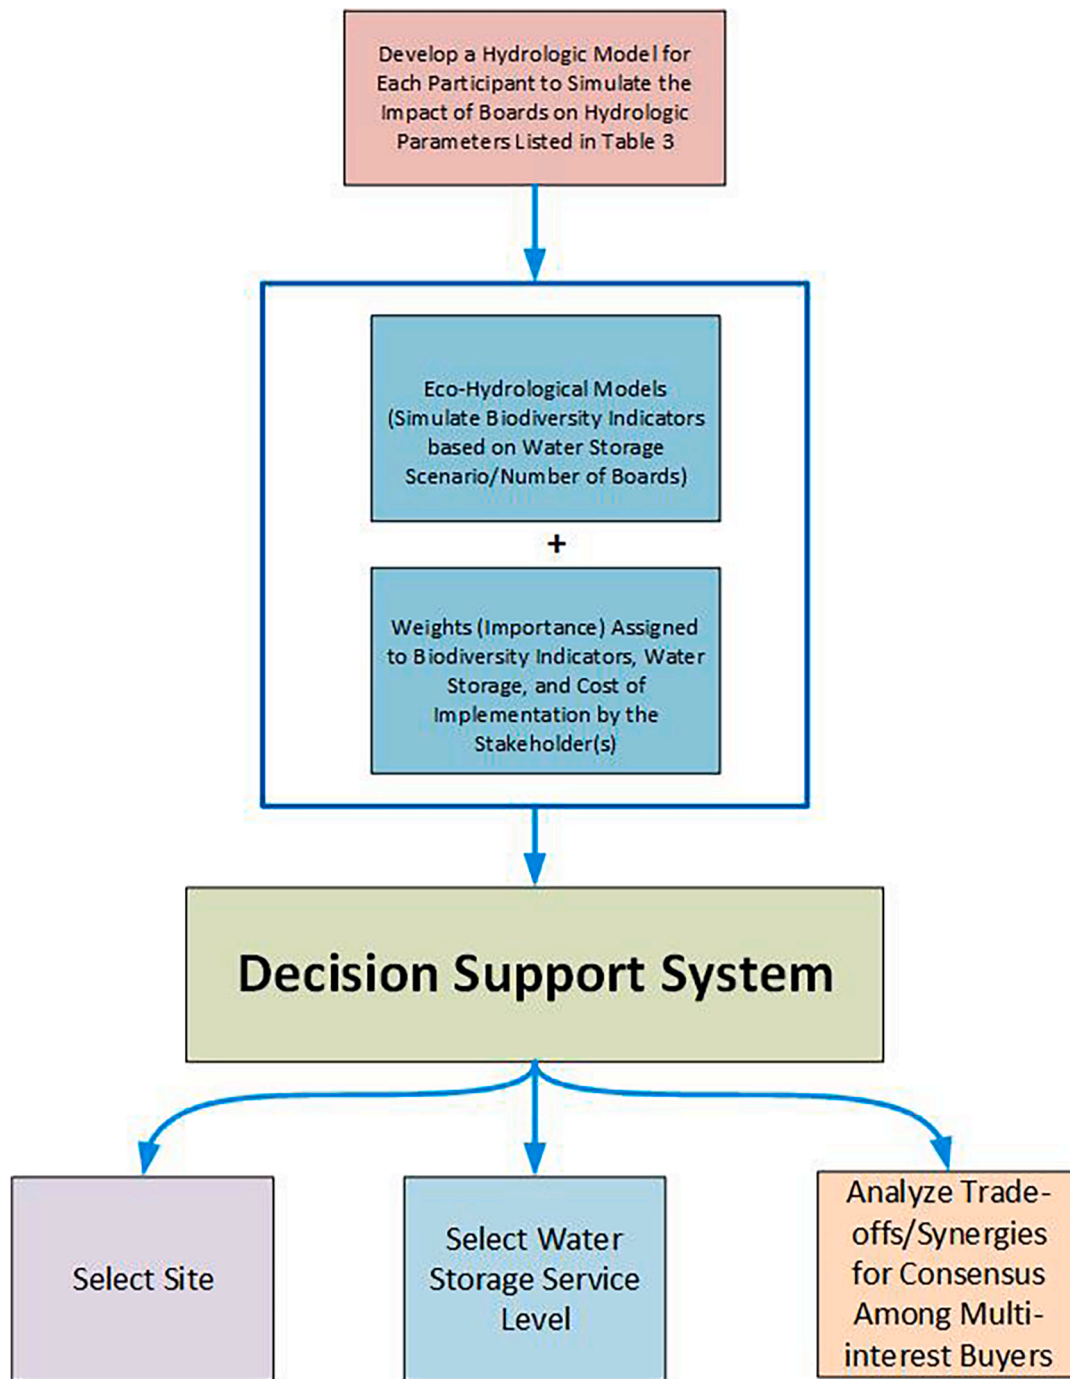 Develop a Hydrologic Model for
Each Participant to Simulate the
Impact of Boards on Hydrologic
Parameters Listed in Table 3
Eco-Hydrological Models
(Simulate Biodiversity Indicators
based on Water Storage
Scenario/Number of Boards)
+
Weights (Importance) Assigned
to Biodiversity Indicators, Water
Storage, and Cost of
Implementation by the
Stakeholder(s)
Decision Support System
Select Site
Select Water
Storage Service
Level
Analyze Trade-
offs/Synergies
for Consensus
Among Multi-
interest Buyers